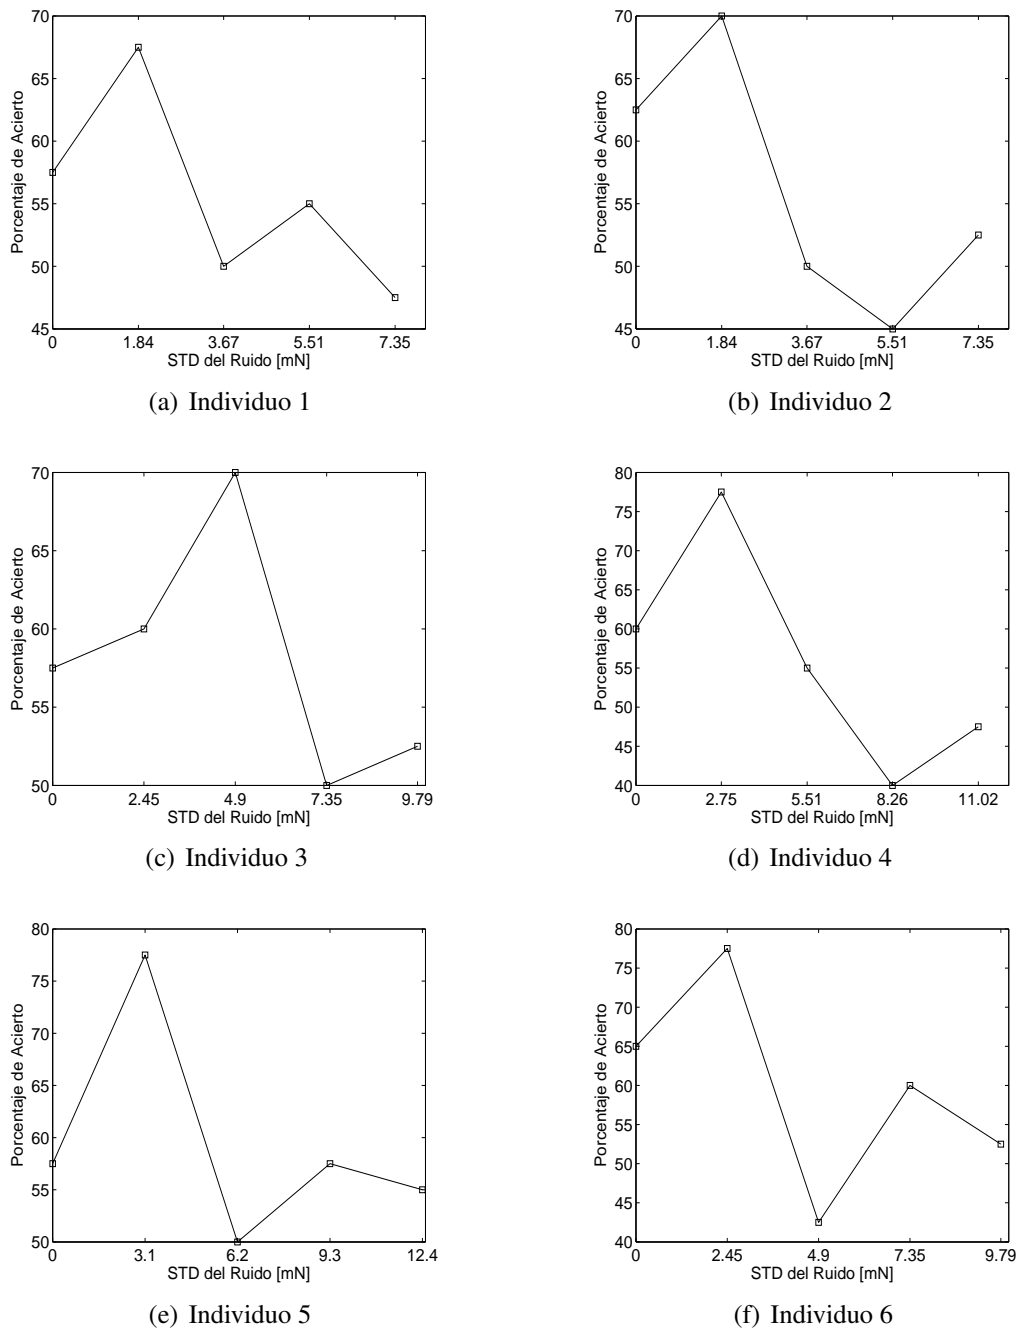 70
65
60
55
50
45
Porcentaje de Acierto
0 1.84 3.67 5.51 7.35
STD del Ruido [mN]
(a) Individuo 1
70
65
60
55
50
45
Porcentaje de Acierto
0 1.84 3.67 5.51 7.35
STD del Ruido [mN]
(b) Individuo 2
70
65
60
55
50
Porcentaje de Acierto
0 2.45 4.9 7.35 9.79
STD del Ruido [mN]
(c) Individuo 3
80
75
70
65
60
55
50
45
40
Porcentaje de Acierto
0 2.75 5.51 8.26 11.02
STD del Ruido [mN]
(d) Individuo 4
80
75
70
65
60
55
50
Porcentaje de Acierto
0 3.1 6.2 9.3 12.4
STD del Ruido [mN]
(e) Individuo 5
80
75
70
65
60
55
50
45
40
Porcentaje de Acierto
0 2.45 4.9 7.35 9.79
STD del Ruido [mN]
(f) Individuo 6